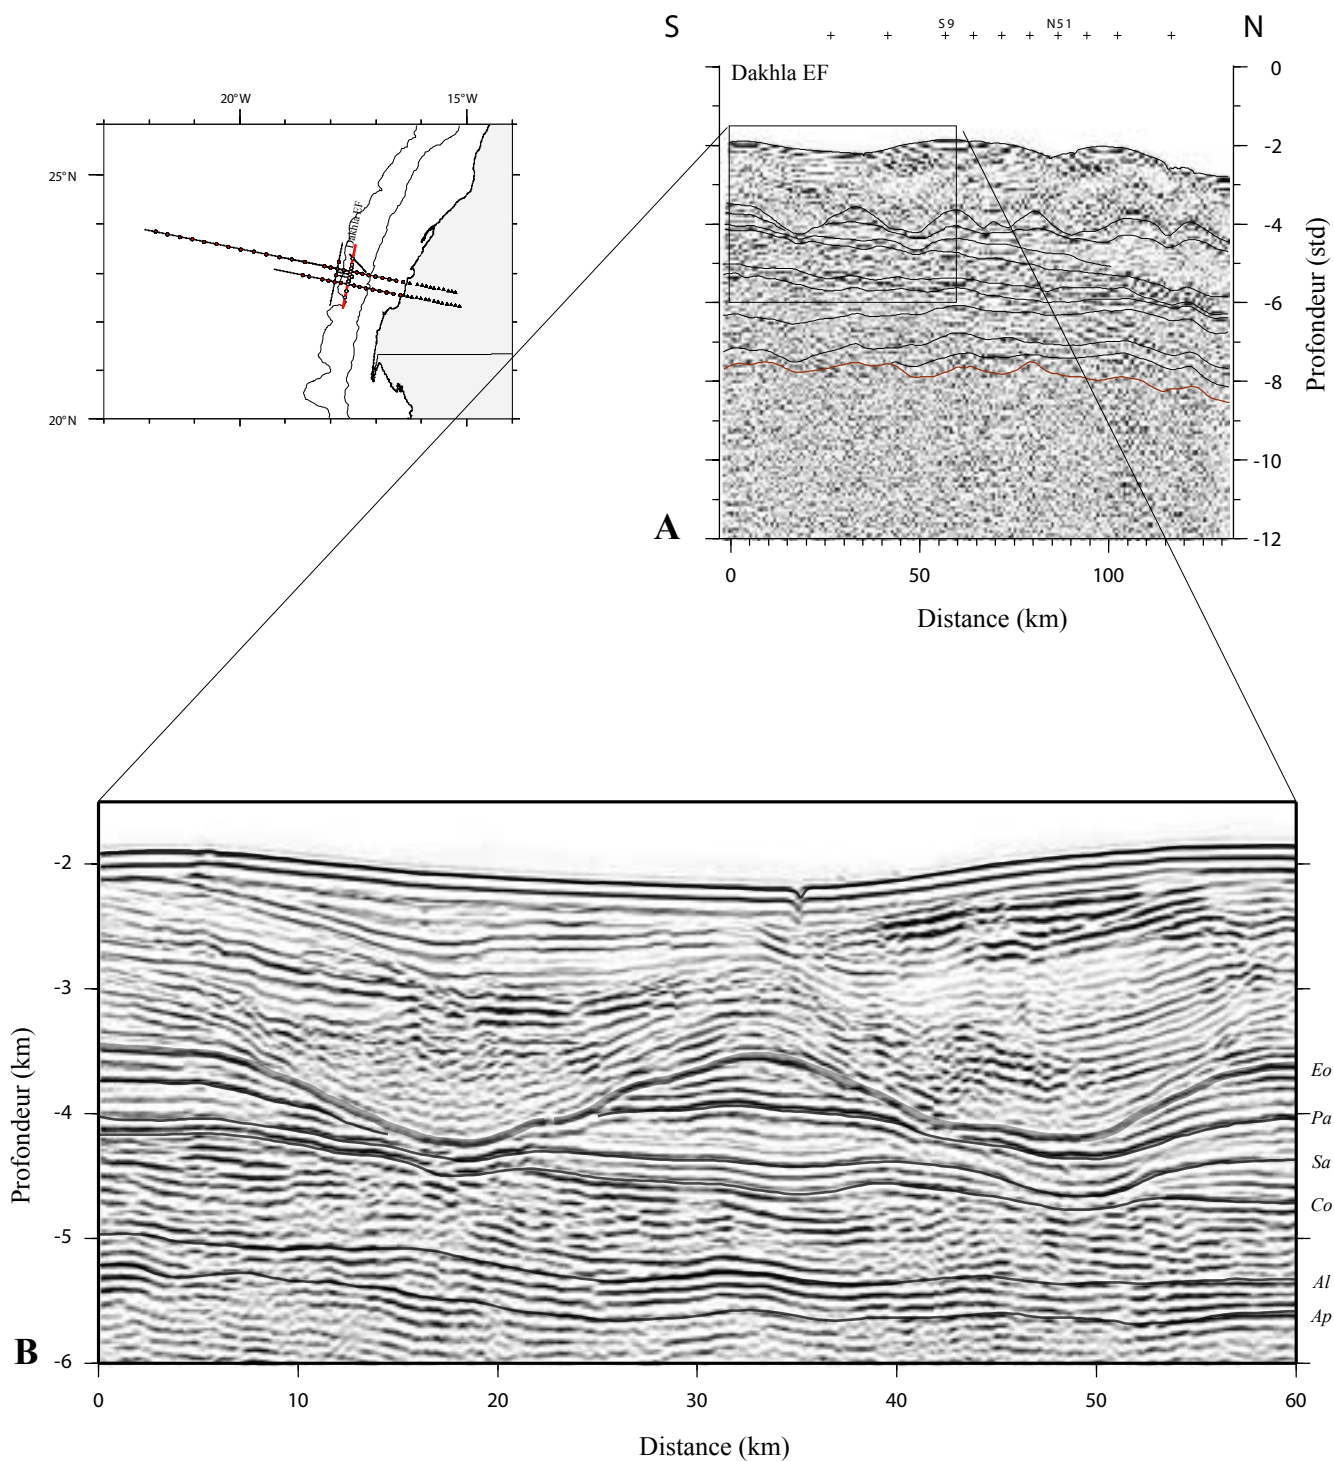 S
S9
N51
N
Dakhla EF
0
-2
-4
-6
-8
-10
-12
Profondeur (std)
A
0
50
100
Distance (km)
20°W
15°W
25°N
20°N
Dakhla EF
-2
-3
-4
-5
-6
Profondeur (km)
Eo
Pa
Sa
Co
Al
Ap
B
0
10
20
30
40
50
60
Distance (km)